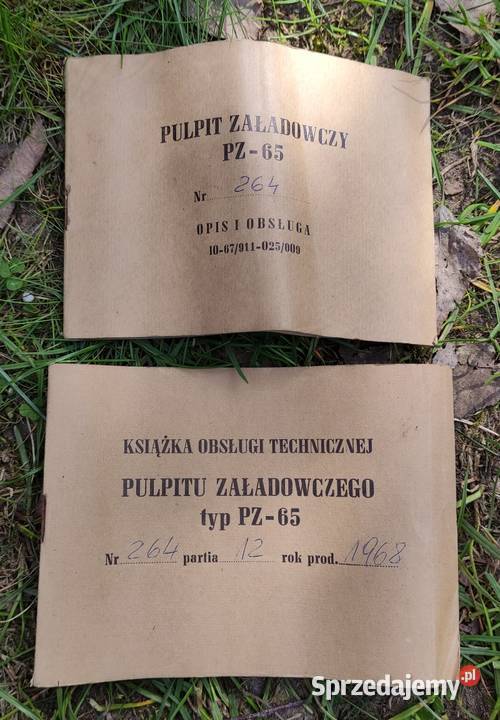 PULPIT ZAŁADOWCZY
PZ-65
Nr 264
OPIS I OBSŁUGA
10-67/911-025/009
KSIĄŻKA OBSŁUGI TECHNICZNEJ
PULPITU ZAŁADOWCZEGO
typ PZ-65
Nr 264 partia 12 rok prod. 1968
Sprzedajemy.pl